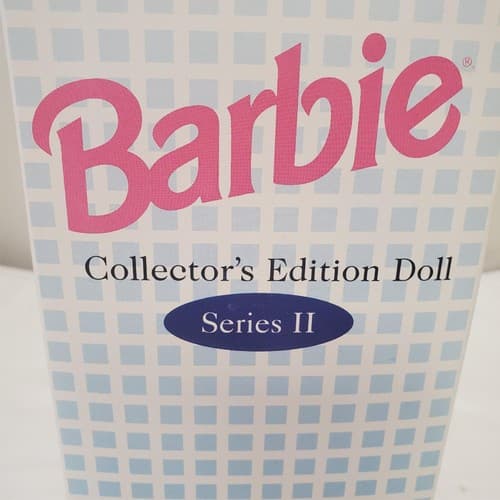 Barbie®
Collector's Edition Doll
Series II